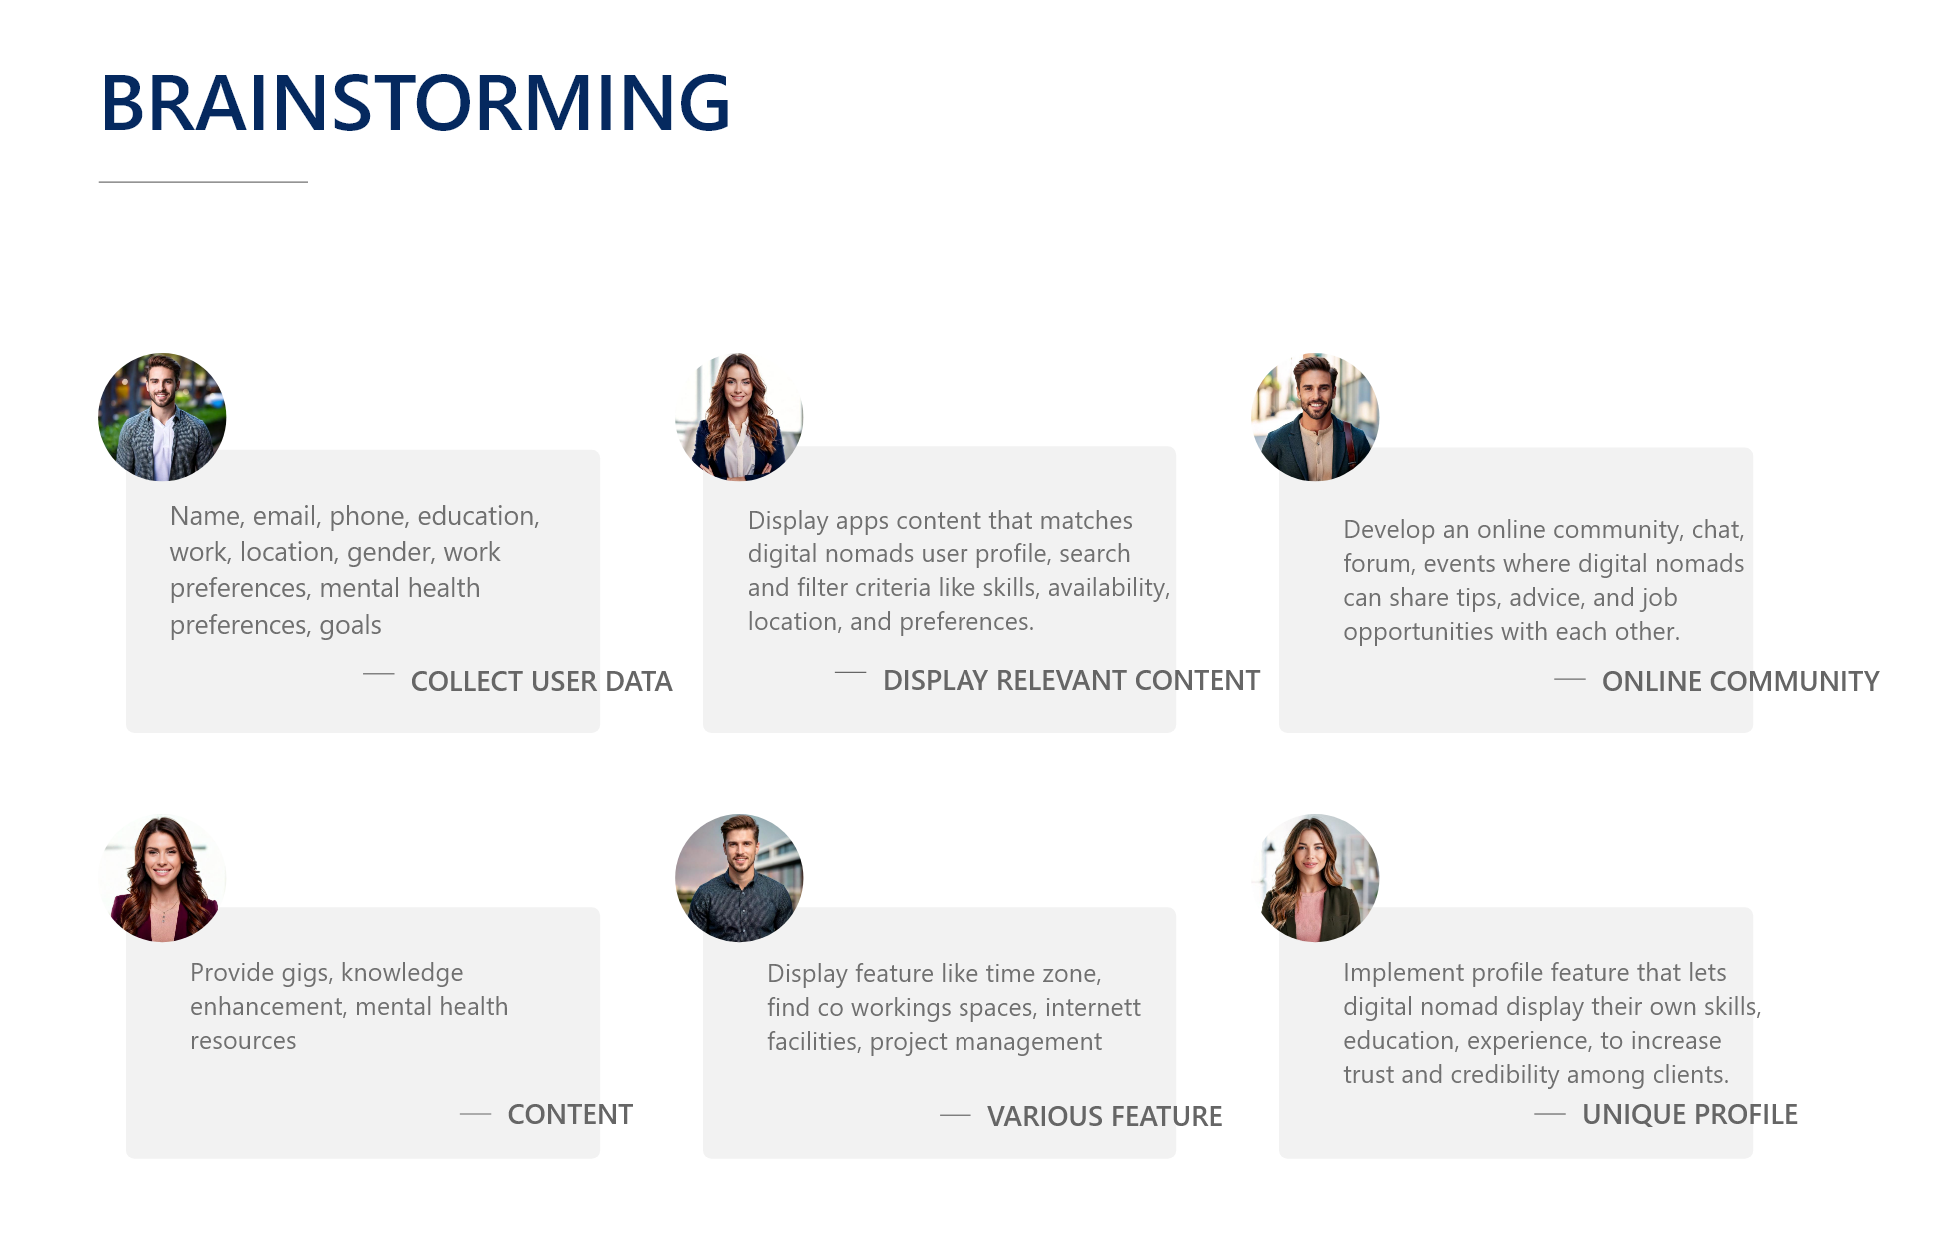 BRAINSTORMING
Name, email, phone, education,
work, location, gender, work
preferences, mental health
preferences, goals
COLLECT USER DATA
Display apps content that matches
digital nomads user profile, search
and filter criteria like skills, availability,
location, and preferences.
DISPLAY RELEVANT CONTENT
Develop an online community, chat,
forum, events where digital nomads
can share tips, advice, and job
opportunities with each other.
ONLINE COMMUNITY
Provide gigs, knowledge
enhancement, mental health
resources
CONTENT
Display feature like time zone,
find co workings spaces, internett
facilities, project management
VARIOUS FEATURE
Implement profile feature that lets
digital nomad display their own skills,
education, experience, to increase
trust and credibility among clients.
UNIQUE PROFILE